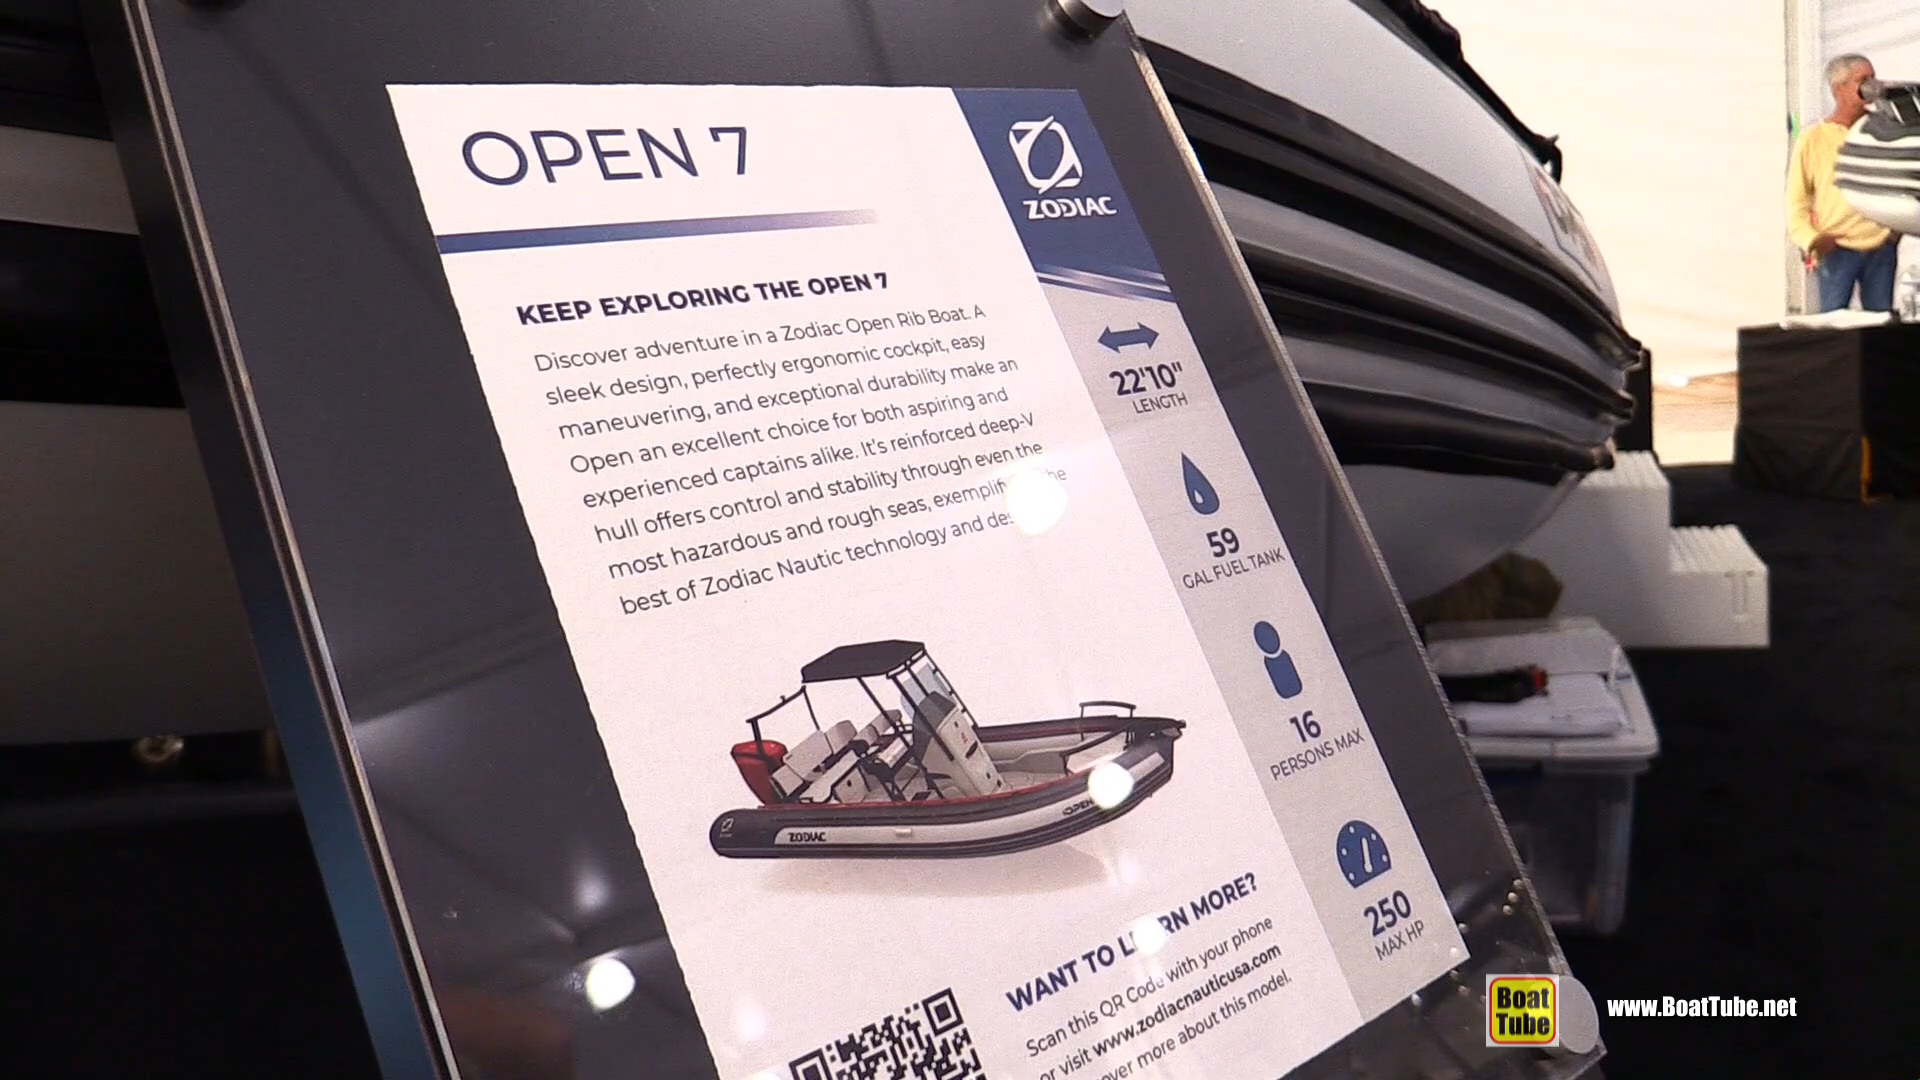 OPEN 7
ZODIAC
KEEP EXPLORING THE OPEN 7
Discover adventure in a Zodiac Open Rib Boat. A
sleek design, perfectly ergonomic cockpit, easy
maneuvering, and exceptional durability make an
Open an excellent choice for both aspiring and
experienced captains alike. It's reinforced deep-V
hull offers control and stability through even the
most hazardous and rough seas,
best of Zodiac Nautic technology and
22'10"
LENGTH
59
GAL FUEL TANK
16
PERSONS MAX
250
MAX HP
ZODIAC
OPEN
WANT TO LEARN MORE?
Scan this QR Code with your phone
or visit www.zodiacnauticusa.com
more about this model.
Boat
Tube
www.BoatTube.net